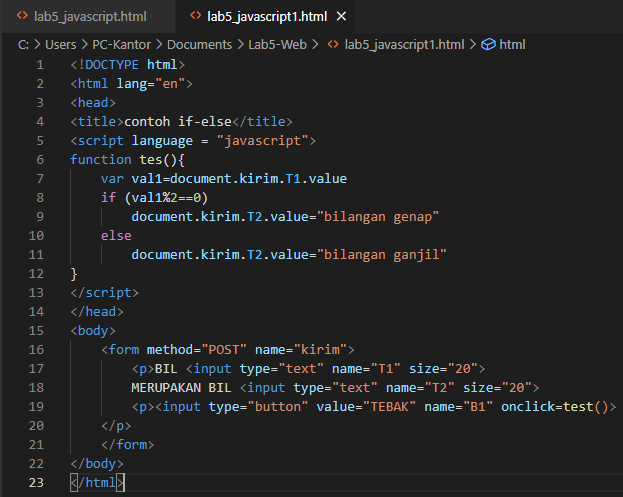 lab5_javascript.html lab5_javascript1.html
C: > Users > PC-Kantor > Documents > Lab5-Web > lab5_javascript1.html > html
1 <!DOCTYPE html>
2 <html lang="en">
3 <head>
4 <title>contoh if-else</title>
5 <script language = "javascript">
6 function tes(){
7     var val1=document.kirim.T1.value
8     if (val1%2==0)
9         document.kirim.T2.value="bilangan genap"
10     else
11         document.kirim.T2.value="bilangan ganjil"
12 }
13 </script>
14 </head>
15 <body>
16     <form method="POST" name="kirim">
17         <p>BIL <input type="text" name="T1" size="20">
18         MERUPAKAN BIL <input type="text" name="T2" size="20">
19         <p><input type="button" value="TEBAK" name="B1" onclick=test()>
20     </p>
21     </form>
22 </body>
23 </html>